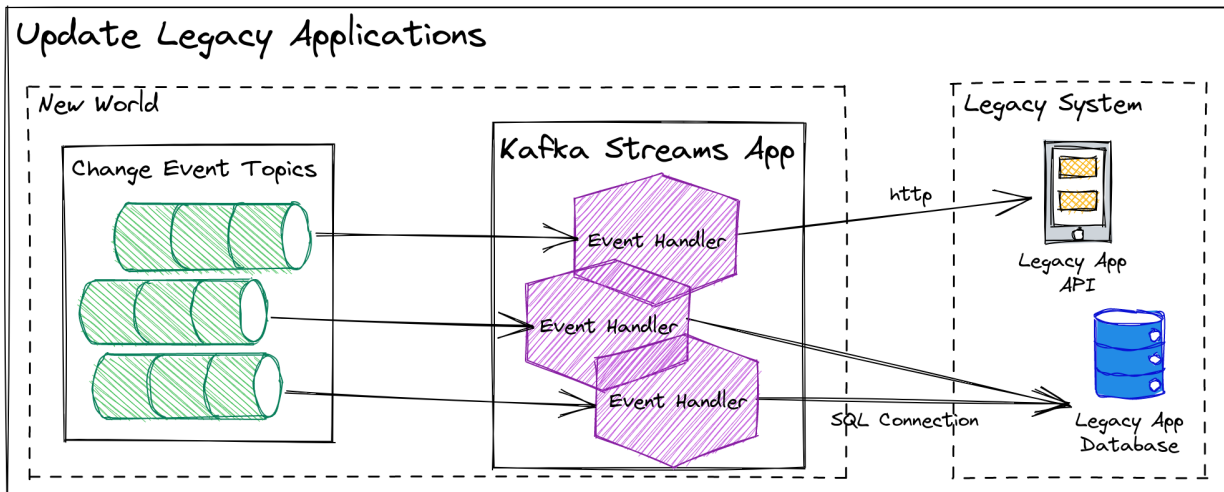 Update Legacy Applications
New World
Legacy System
Change Event Topics
Kafka Streams App
Event Handler
http
Legacy App
API
Event Handler
Event Handler
SQL Connection
Legacy App
Database